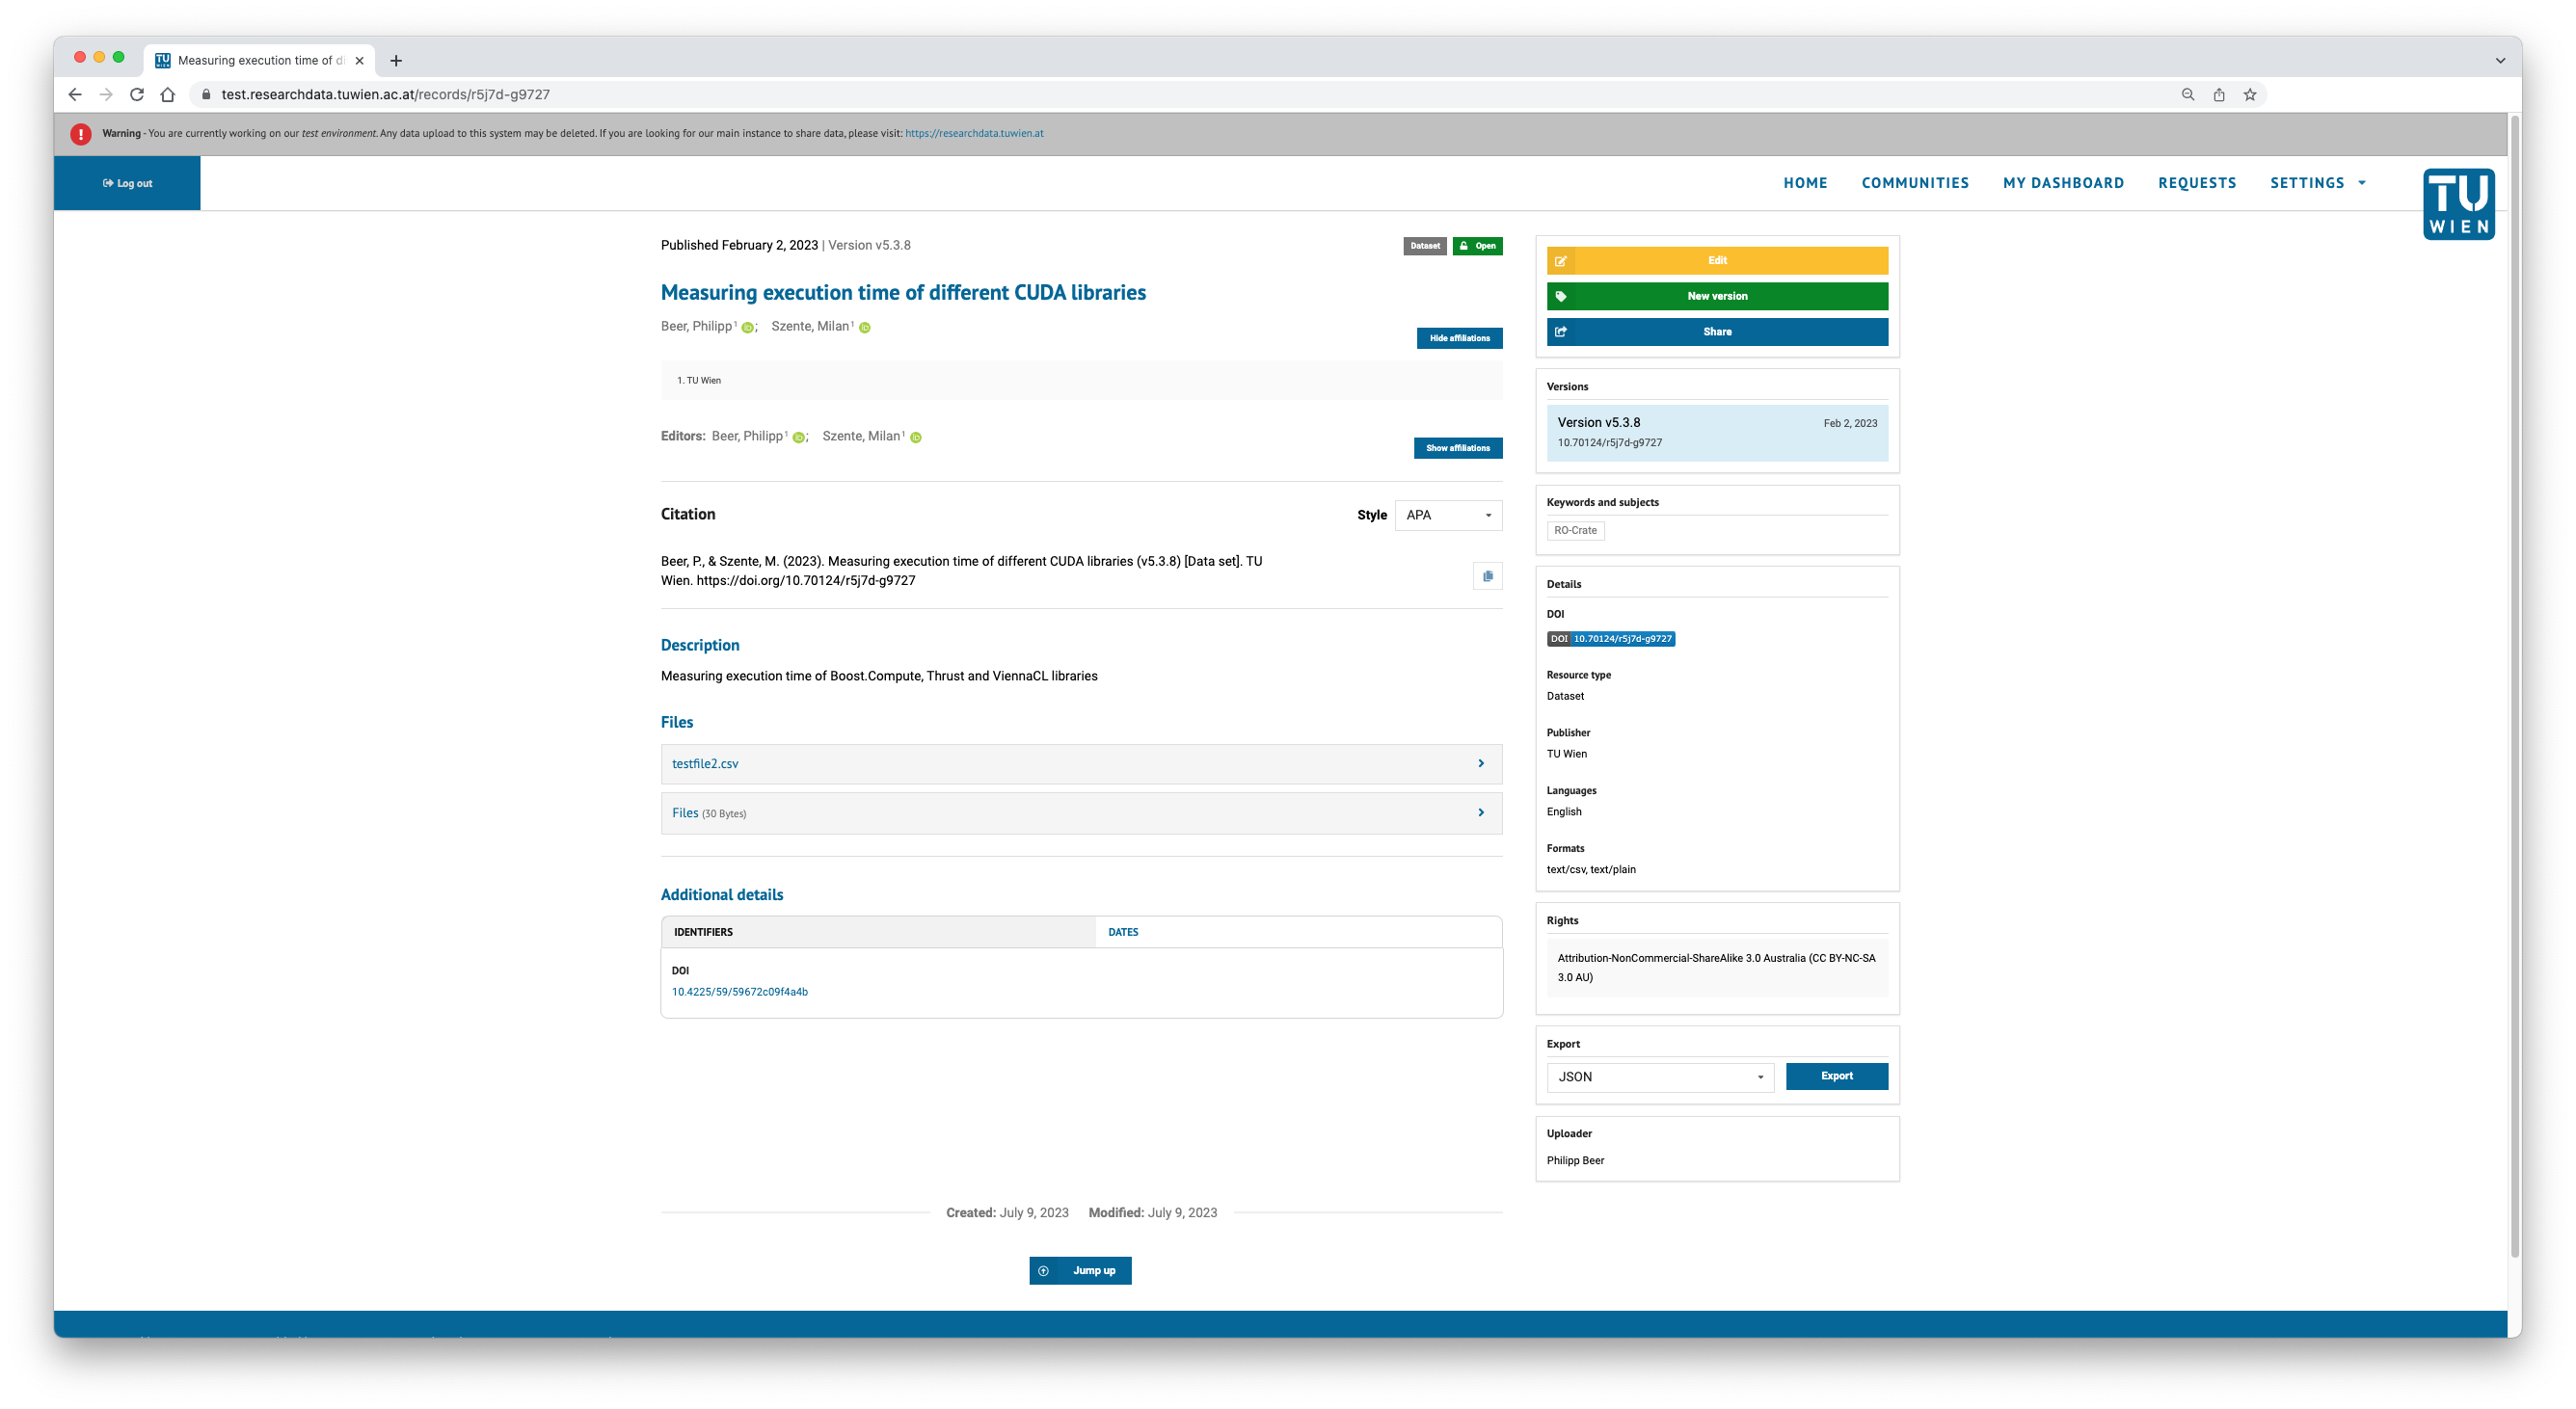 Measuring execution time of di
test.researchdata.tuwien.ac.at/records/r5j7d-g9727
Warning - You are currently working on our test environment. Any data upload to this system may be deleted. If you are looking for our main instance to share data, please visit: https://researchdata.tuwien.at
Log out
HOME
COMMUNITIES
MY DASHBOARD
REQUESTS
SETTINGS
TU
WIEN
Published February 2, 2023 | Version v5.3.8
Dataset
Open
Measuring execution time of different CUDA libraries
Beer, Philipp¹ iD; Szente, Milan¹ iD
Hide affiliations
1. TU Wien
Editors: Beer, Philipp¹ iD; Szente, Milan¹ iD
Show affiliations
Citation
Style
APA
Beer, P., & Szente, M. (2023). Measuring execution time of different CUDA libraries (v5.3.8) [Data set]. TU
Wien. https://doi.org/10.70124/r5j7d-g9727
Description
Measuring execution time of Boost.Compute, Thrust and ViennaCL libraries
Files
testfile2.csv
Files (30 Bytes)
Additional details
IDENTIFIERS
DATES
DOI
10.4225/59/59672c09f4a4b
Created: July 9, 2023 Modified: July 9, 2023
Jump up
Edit
New version
Share
Versions
Version v5.3.8
Feb 2, 2023
10.70124/r5j7d-g9727
Keywords and subjects
RO-Crate
Details
DOI
DOI 10.70124/r5j7d-g9727
Resource type
Dataset
Publisher
TU Wien
Languages
English
Formats
text/csv, text/plain
Rights
Attribution-NonCommercial-ShareAlike 3.0 Australia (CC BY-NC-SA
3.0 AU)
Export
JSON
Export
Uploader
Philipp Beer